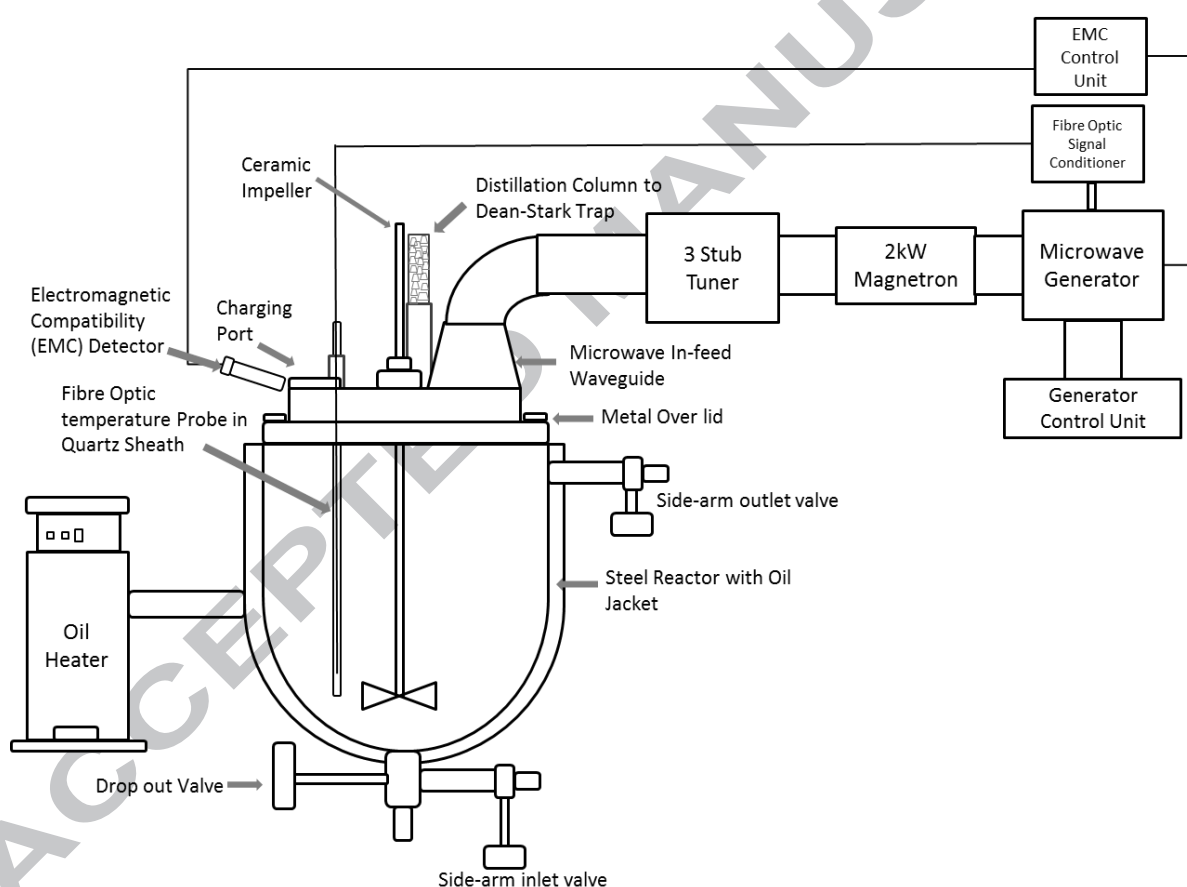 EMC
Control
Unit
Fibre Optic
Signal
Conditioner
Ceramic
Impeller
Distillation Column to
Dean-Stark Trap
3 Stub
Tuner
2kW
Magnetron
Microwave
Generator
Electromagnetic
Compatibility
(EMC) Detector
Charging
Port
Microwave In-feed
Waveguide
Generator
Control Unit
Fibre Optic
temperature Probe in
Quartz Sheath
Metal Over lid
Side-arm outlet valve
Steel Reactor with Oil
Jacket
Oil
Heater
Drop out Valve
Side-arm inlet valve
ACCEPTED MANUS